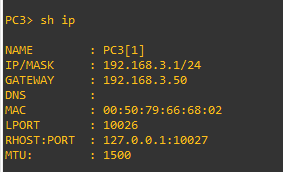 PC3> sh ip
NAME : PC3[1]
IP/MASK : 192.168.3.1/24
GATEWAY : 192.168.3.50
DNS :
MAC : 00:50:79:66:68:02
LPORT : 10026
RHOST:PORT : 127.0.0.1:10027
MTU: : 1500